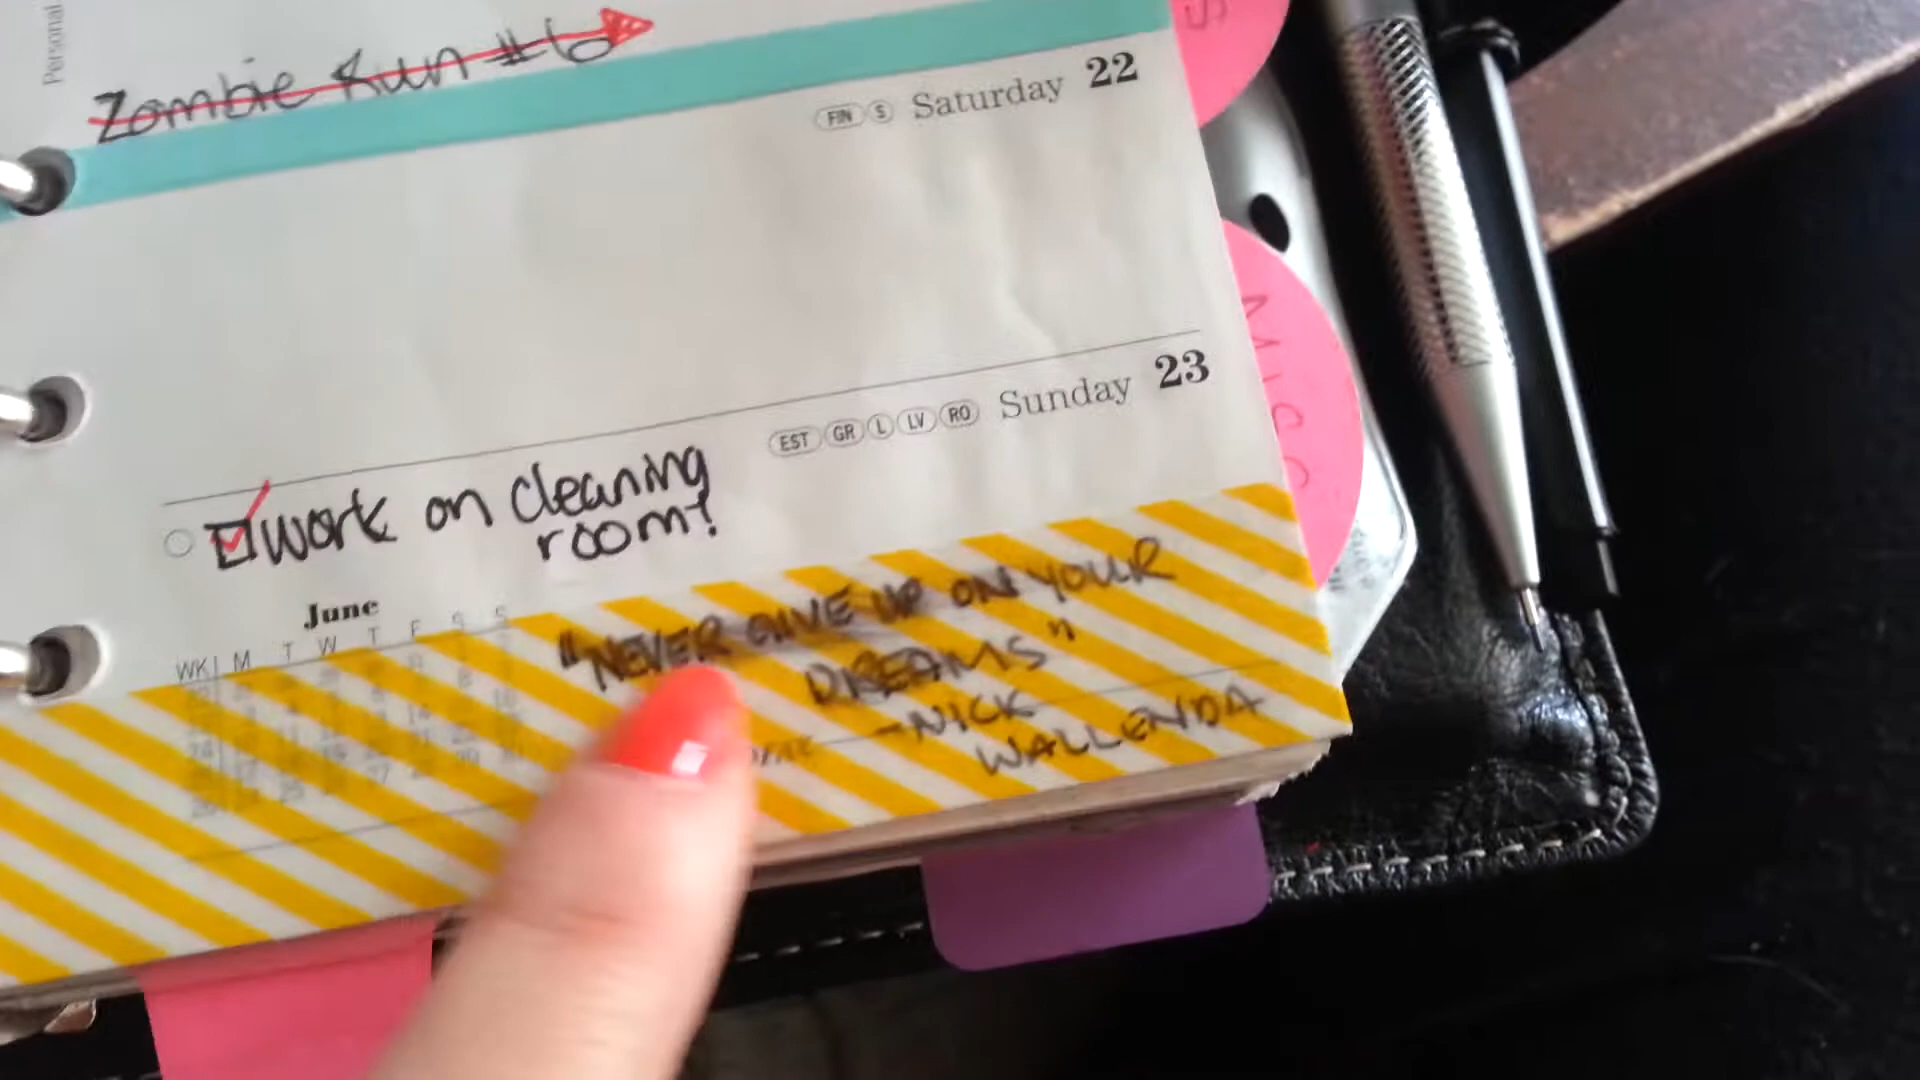 Personal
Zombie Run #6
FIN S Saturday 22
S
EST GR L LV RO Sunday 23
MISC
Work on cleaning
room!
June
WK M T W T F S S
"NEVER GIVE UP ON YOUR
DREAMS"
-NICK
WALLENDA